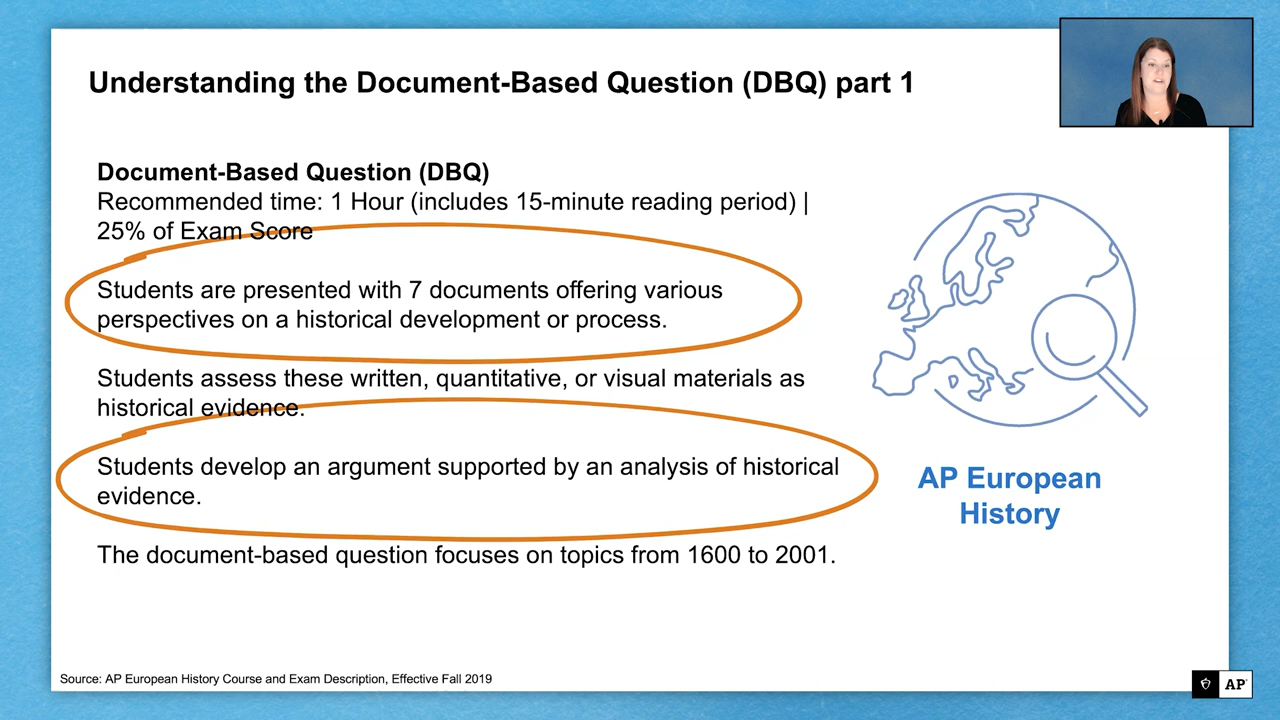 Understanding the Document-Based Question (DBQ) part 1
Document-Based Question (DBQ)
Recommended time: 1 Hour (includes 15-minute reading period) |
25% of Exam Score
Students are presented with 7 documents offering various
perspectives on a historical development or process.
Students assess these written, quantitative, or visual materials as
historical evidence.
Students develop an argument supported by an analysis of historical
evidence.
The document-based question focuses on topics from 1600 to 2001.
AP European
History
Source: AP European History Course and Exam Description, Effective Fall 2019
AP